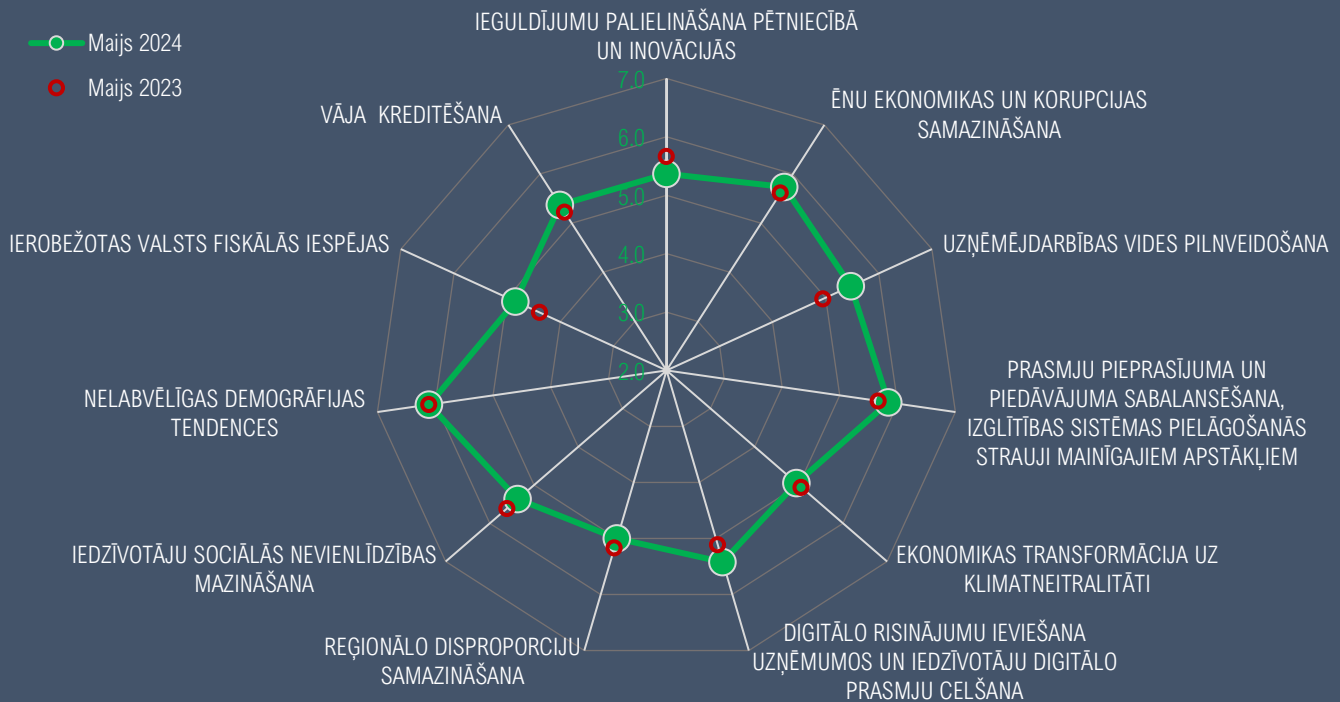 Maijs 2024
Maijs 2023
IEGULDĪJUMU PALIELINĀŠANA PĒTNIECĪBĀ
UN INOVĀCIJĀS
ĒNU EKONOMIKAS UN KORUPCIJAS
SAMAZINĀŠANA
UZŅĒMĒJDARBĪBAS VIDES PILNVEIDOŠANA
PRASMJU PIEPRASĪJUMA UN
PIEDĀVĀJUMA SABALANSĒŠANA,
IZGLĪTĪBAS SISTĒMAS PIELĀGOŠANĀS
STRAUJI MAINĪGAJIEM APSTĀKĻIEM
EKONOMIKAS TRANSFORMĀCIJA UZ
KLIMATNEITRALITĀTI
DIGITĀLO RISINĀJUMU IEVIEŠANA
UZŅĒMUMOS UN IEDZĪVOTĀJU DIGITĀLO
PRASMJU CELŠANA
REĢIONĀLO DISPROPORCIJU
SAMAZINĀŠANA
IEDZĪVOTĀJU SOCIĀLĀS NEVIENLĪDZĪBAS
MAZINĀŠANA
NELABVĒLĪGAS DEMOGRĀFIJAS
TENDENCES
IEROBEŽOTAS VALSTS FISKĀLĀS IESPĒJAS
VĀJA  KREDITĒŠANA
7.0
6.0
5.0
4.0
3.0
2.0